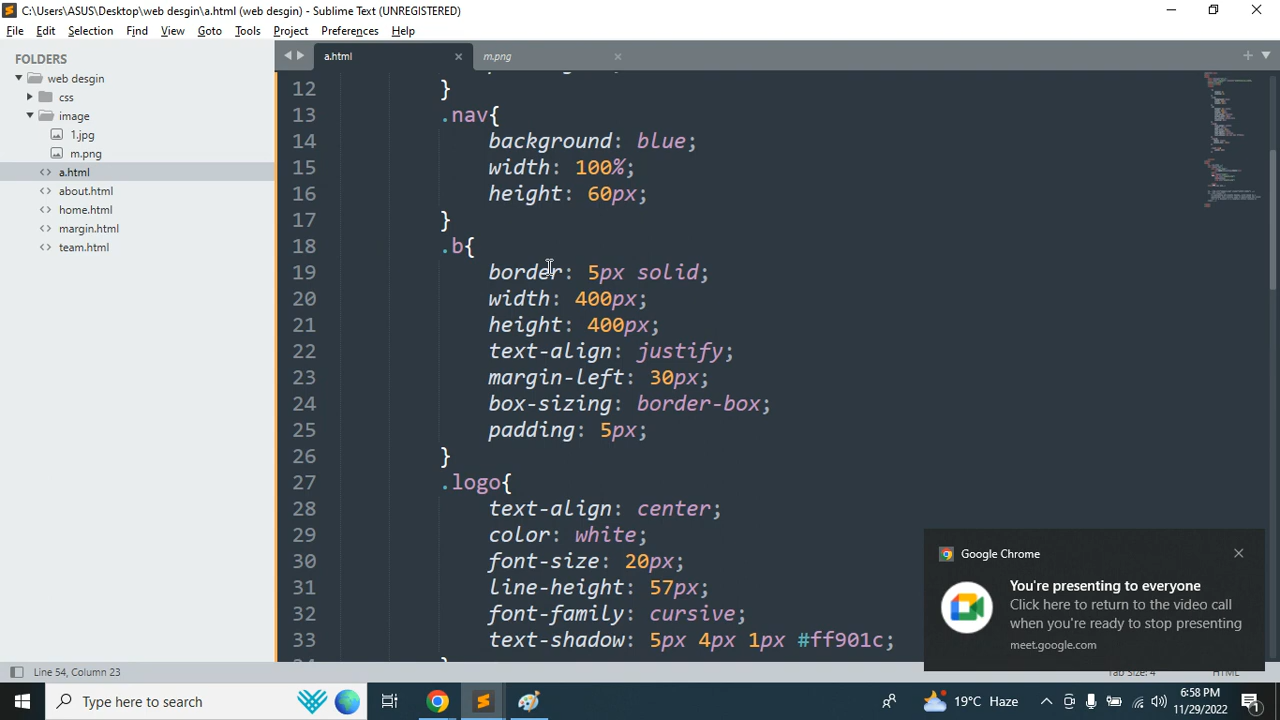 C:\Users\ASUS\Desktop\web desgin\a.html (web desgin) - Sublime Text (UNREGISTERED)
File Edit Selection Find View Goto Tools Project Preferences Help
FOLDERS
web desgin
css
image
1.jpg
m.png
a.html
about.html
home.html
margin.html
team.html
a.html
m.png
12 }
13 .nav{
14 background: blue;
15 width: 100%;
16 height: 60px;
17 }
18 .b{
19 border: 5px solid;
20 width: 400px;
21 height: 400px;
22 text-align: justify;
23 margin-left: 30px;
24 box-sizing: border-box;
25 padding: 5px;
26 }
27 .logo{
28 text-align: center;
29 color: white;
30 font-size: 20px;
31 line-height: 57px;
32 font-family: cursive;
33 text-shadow: 5px 4px 1px #ff901c;
Google Chrome
You're presenting to everyone
Click here to return to the video call
when you're ready to stop presenting
meet.google.com
Line 54, Column 23
Tab Size: 4
HTML
Type here to search
19°C Haze
6:58 PM
11/29/2022
1